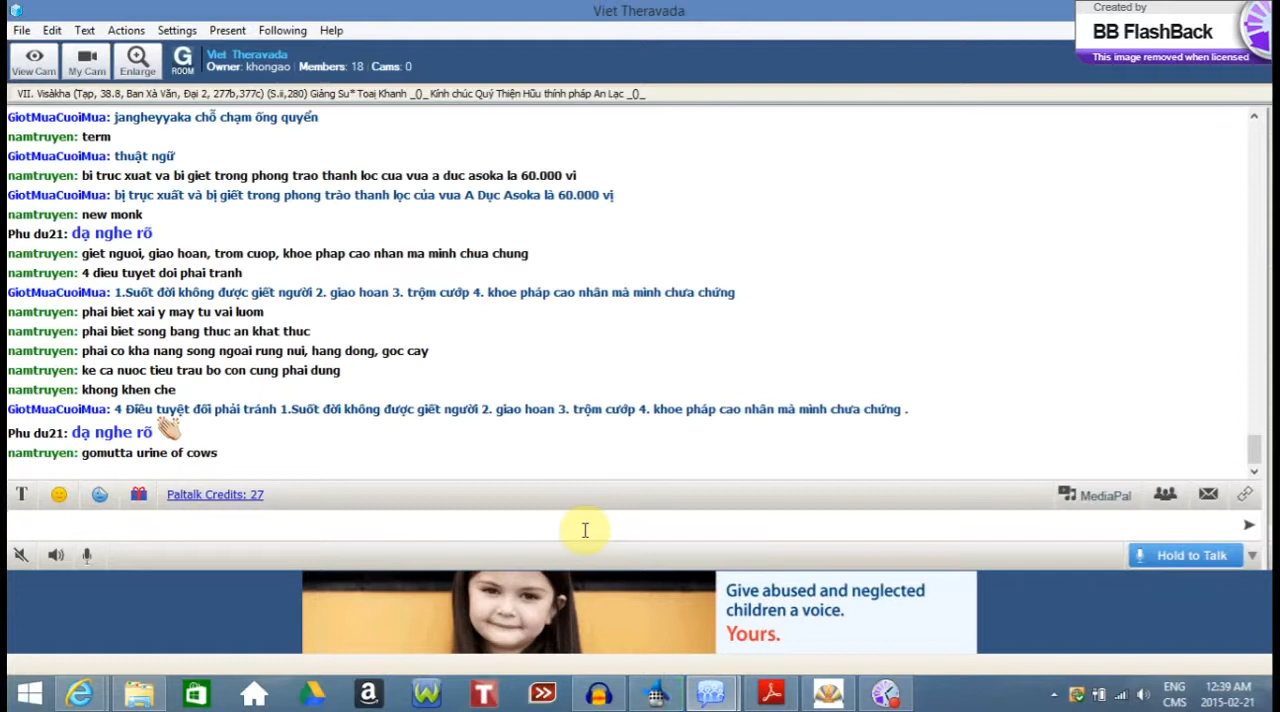 Viet Theravada
Created by
BB FlashBack
This image removed when licensed
File Edit Text Actions Settings Present Following Help
View Cam My Cam Enlarge G ROOM
Viet Theravada
Owner: khongao : Members: 18 : Cams: 0
VII. Visàkha (Tạp, 38.8, Ban Xà Văn, Đại 2, 277b,377c) (S.ii,280) Giảng Sư* Toại Khanh _()_ Kính chúc Quý Thiện Hữu thính pháp An Lạc _()_
GiotMuaCuoiMua: jangheyyaka chỗ chạm ống quyển
namtruyen: term
GiotMuaCuoiMua: thuật ngữ
namtruyen: bi truc xuat va bi giet trong phong trao thanh loc cua vua a duc asoka la 60.000 vi
GiotMuaCuoiMua: bị trục xuất và bị giết trong phong trào thanh lọc của vua A Dục Asoka là 60.000 vị
namtruyen: new monk
Phu du21: dạ nghe rõ
namtruyen: giet nguoi, giao hoan, trom cuop, khoe phap cao nhan ma minh chua chung
namtruyen: 4 dieu tuyet doi phai tranh
GiotMuaCuoiMua: 1.Suốt đời không được giết người 2. giao hoan 3. trộm cướp 4. khoe pháp cao nhân mà mình chưa chứng
namtruyen: phai biet xai y may tu vai luom
namtruyen: phai biet song bang thuc an khat thuc
namtruyen: phai co kha nang song ngoai rung nui, hang dong, goc cay
namtruyen: ke ca nuoc tieu trau bo con cung phai dung
namtruyen: khong khen che
GiotMuaCuoiMua: 4 Điều tuyệt đối phải tránh 1.Suốt đời không được giết người 2. giao hoan 3. trộm cướp 4. khoe pháp cao nhân mà mình chưa chứng .
Phu du21: dạ nghe rõ
namtruyen: gomutta urine of cows
T Paltalk Credits: 27 MediaPal
Hold to Talk
Give abused and neglected
children a voice.
Yours.
ENG 12:39 AM
CMS 2015-02-21